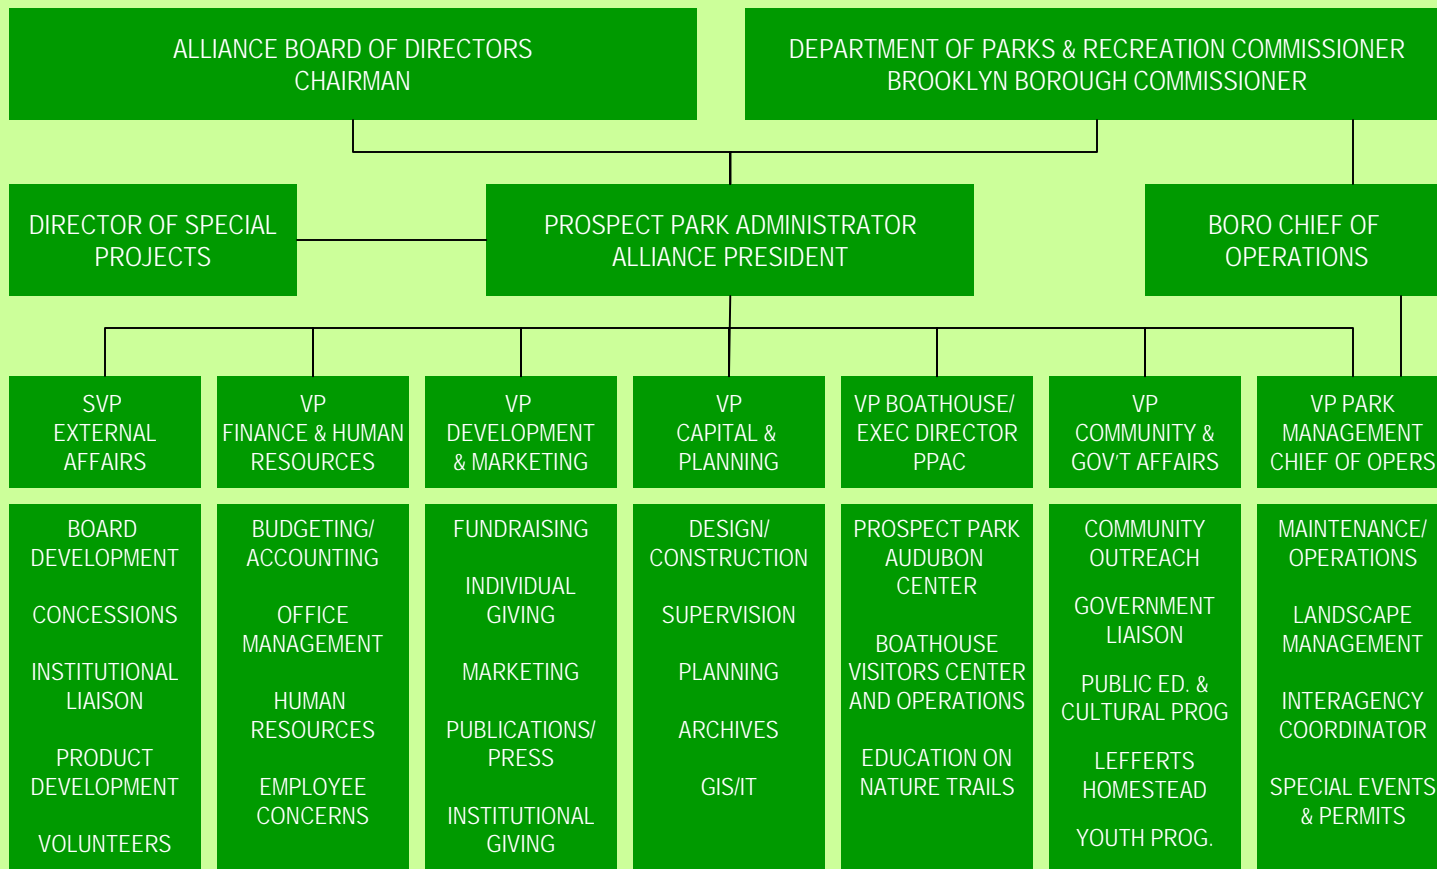 ALLIANCE BOARD OF DIRECTORS
CHAIRMAN
DEPARTMENT OF PARKS & RECREATION COMMISSIONER
BROOKLYN BOROUGH COMMISSIONER
DIRECTOR OF SPECIAL
PROJECTS
PROSPECT PARK ADMINISTRATOR
ALLIANCE PRESIDENT
BORO CHIEF OF
OPERATIONS
SVP
EXTERNAL
AFFAIRS
VP
FINANCE & HUMAN
RESOURCES
VP
DEVELOPMENT
& MARKETING
VP
CAPITAL &
PLANNING
VP BOATHOUSE/
EXEC DIRECTOR
PPAC
VP
COMMUNITY &
GOV'T AFFAIRS
VP PARK
MANAGEMENT
CHIEF OF OPERS
BOARD
DEVELOPMENT
CONCESSIONS
INSTITUTIONAL
LIAISON
PRODUCT
DEVELOPMENT
VOLUNTEERS
BUDGETING/
ACCOUNTING
OFFICE
MANAGEMENT
HUMAN
RESOURCES
EMPLOYEE
CONCERNS
FUNDRAISING
INDIVIDUAL
GIVING
MARKETING
PUBLICATIONS/
PRESS
INSTITUTIONAL
GIVING
DESIGN/
CONSTRUCTION
SUPERVISION
PLANNING
ARCHIVES
GIS/IT
PROSPECT PARK
AUDUBON
CENTER
BOATHOUSE
VISITORS CENTER
AND OPERATIONS
EDUCATION ON
NATURE TRAILS
COMMUNITY
OUTREACH
GOVERNMENT
LIAISON
PUBLIC ED. &
CULTURAL PROG
LEFFERTS
HOMESTEAD
YOUTH PROG.
MAINTENANCE/
OPERATIONS
LANDSCAPE
MANAGEMENT
INTERAGENCY
COORDINATOR
SPECIAL EVENTS
& PERMITS